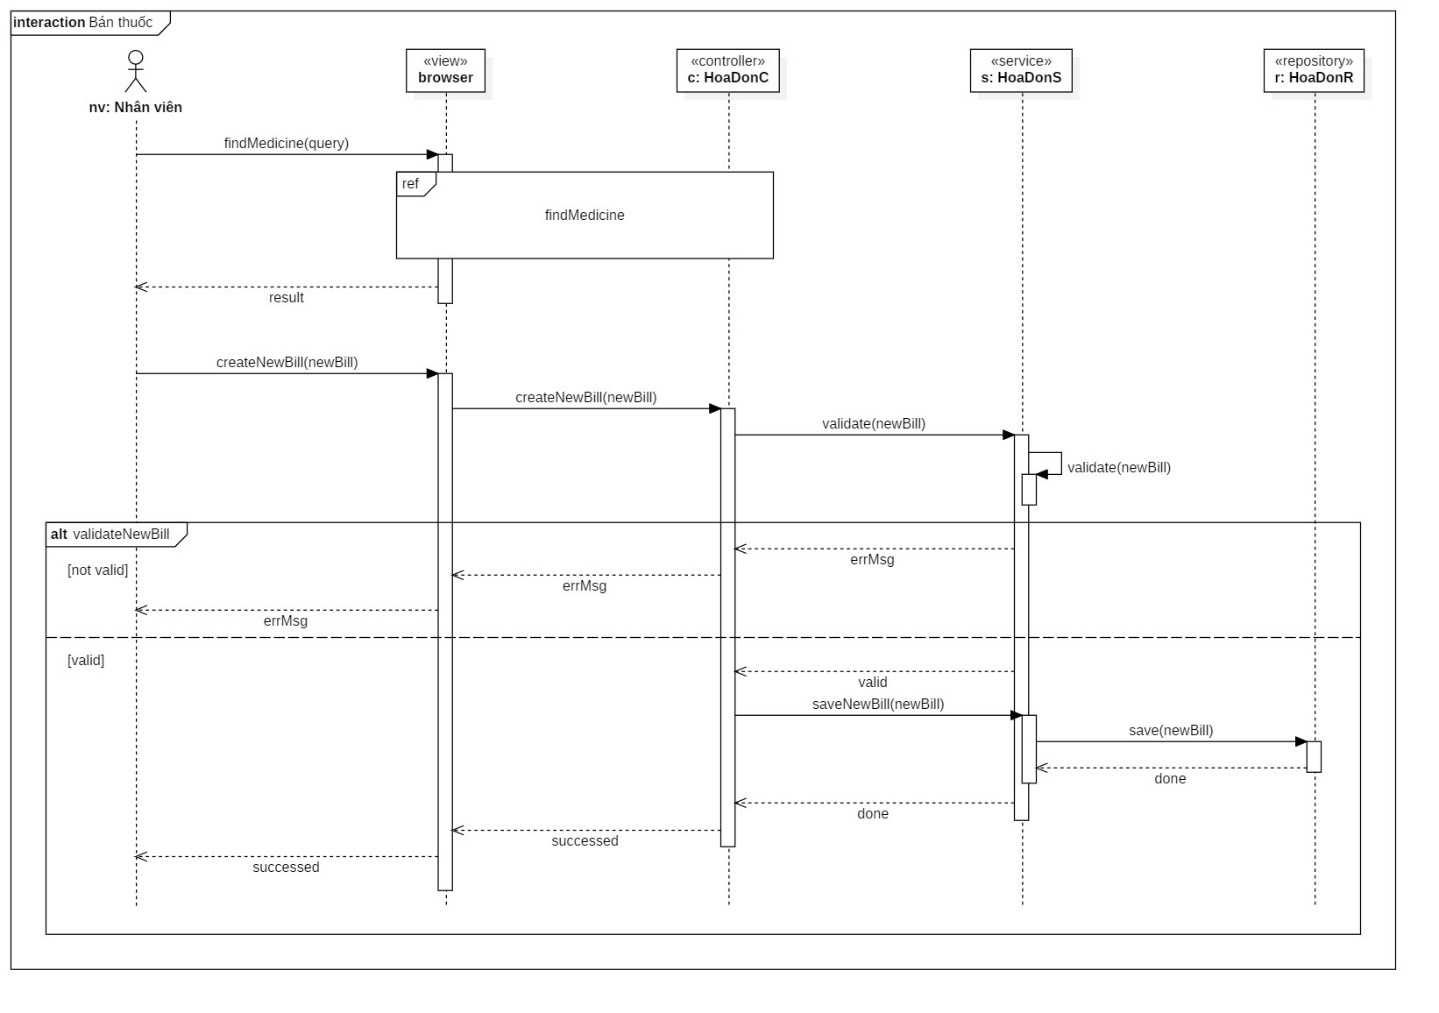 interaction Bán thuốc
«view»
browser
«controller»
c: HoaDonC
«service»
s: HoaDonS
«repository»
r: HoaDonR
nv: Nhân viên
findMedicine(query)
ref
findMedicine
result
createNewBill(newBill)
createNewBill(newBill)
validate(newBill)
validate(newBill)
alt validateNewBill
[not valid]
errMsg
errMsg
errMsg
[valid]
valid
saveNewBill(newBill)
save(newBill)
done
done
successed
successed